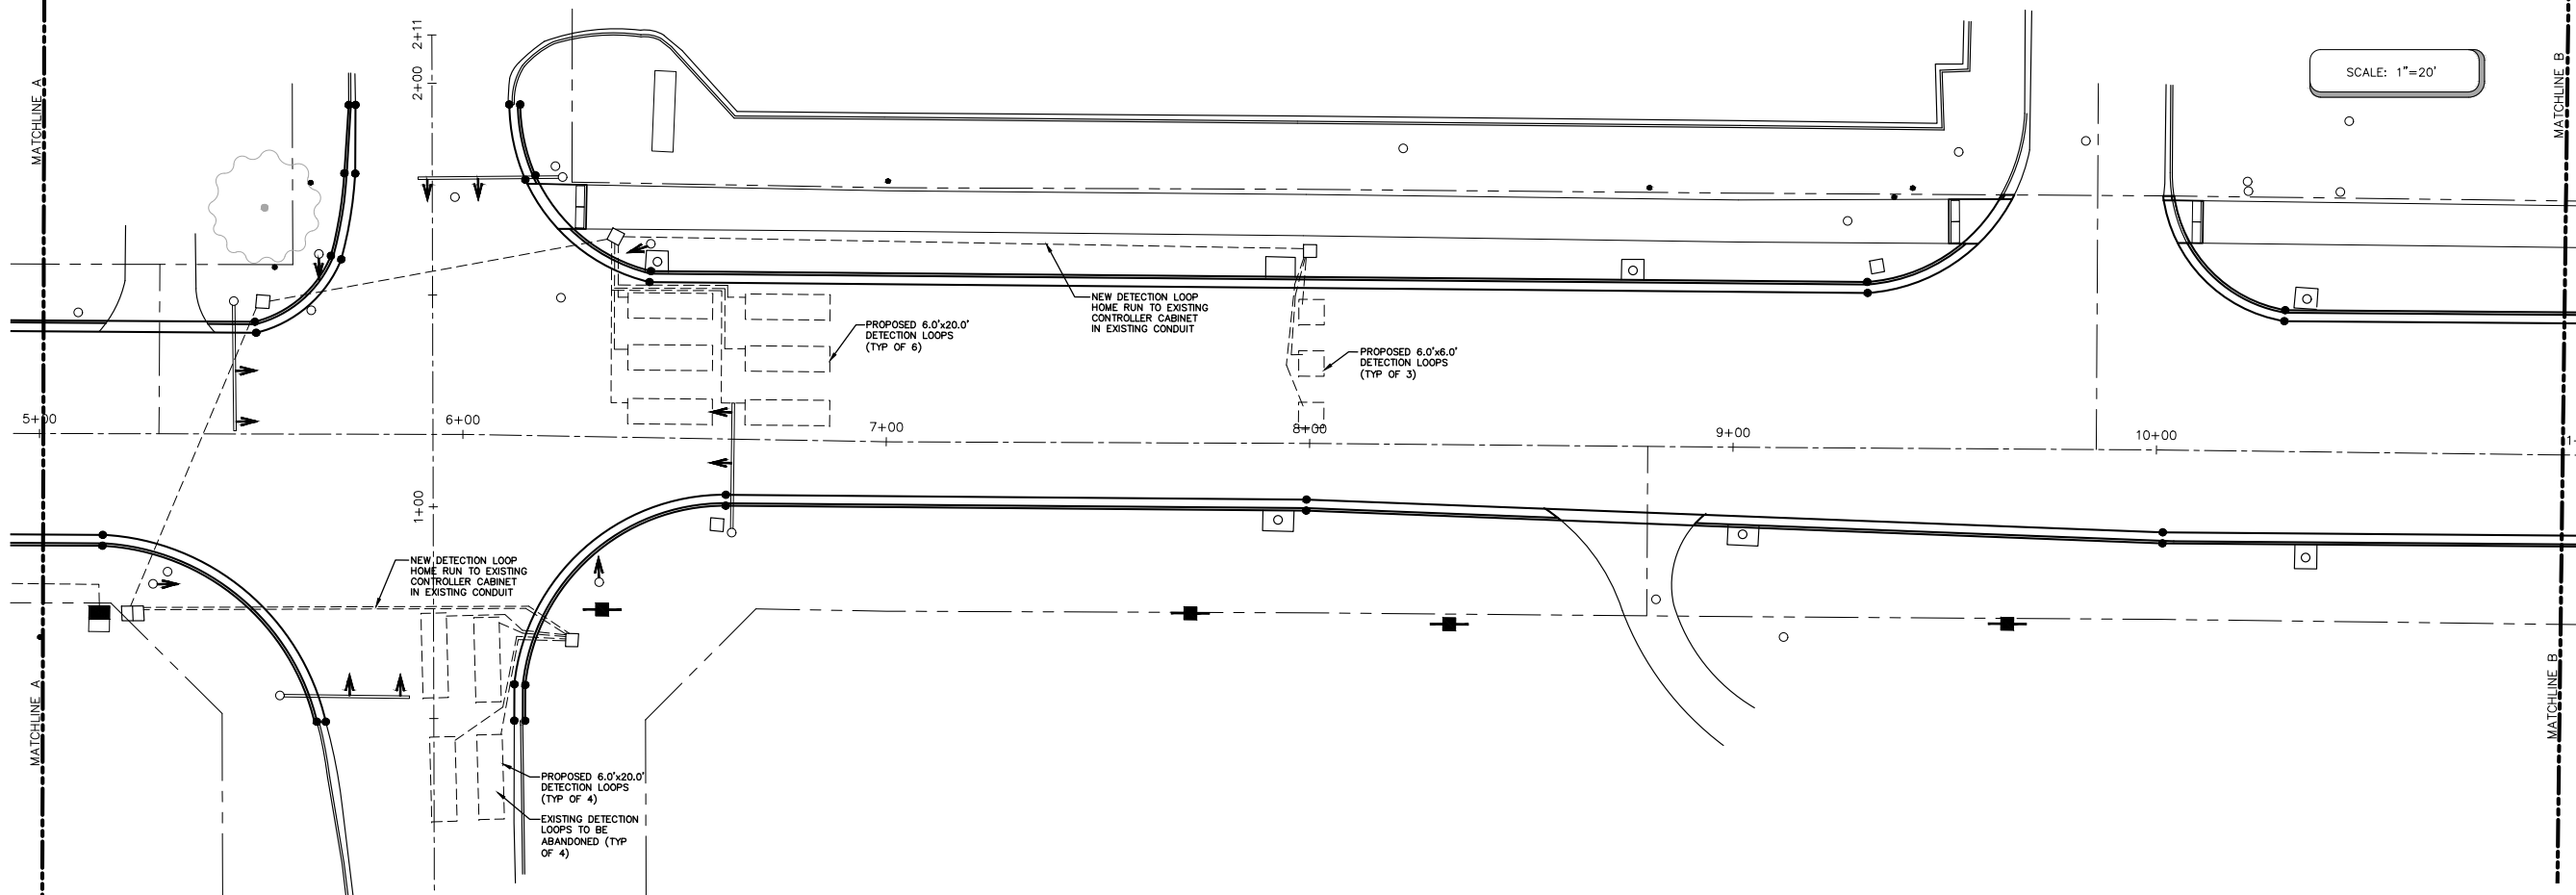 2+11
2+00
MATCHLINE A
MATCHLINE B
SCALE: 1"=20'
NEW DETECTION LOOP
HOME RUN TO EXISTING
CONTROLLER CABINET
IN EXISTING CONDUIT
PROPOSED 6.0'x20.0'
DETECTION LOOPS
(TYP OF 6)
PROPOSED 6.0'x6.0'
DETECTION LOOPS
(TYP OF 3)
5+00
6+00
7+00
8+00
9+00
10+00
1+00
NEW DETECTION LOOP
HOME RUN TO EXISTING
CONTROLLER CABINET
IN EXISTING CONDUIT
MATCHLINE A
MATCHLINE B
PROPOSED 6.0'x20.0'
DETECTION LOOPS
(TYP OF 4)
EXISTING DETECTION
LOOPS TO BE
ABANDONED (TYP
OF 4)